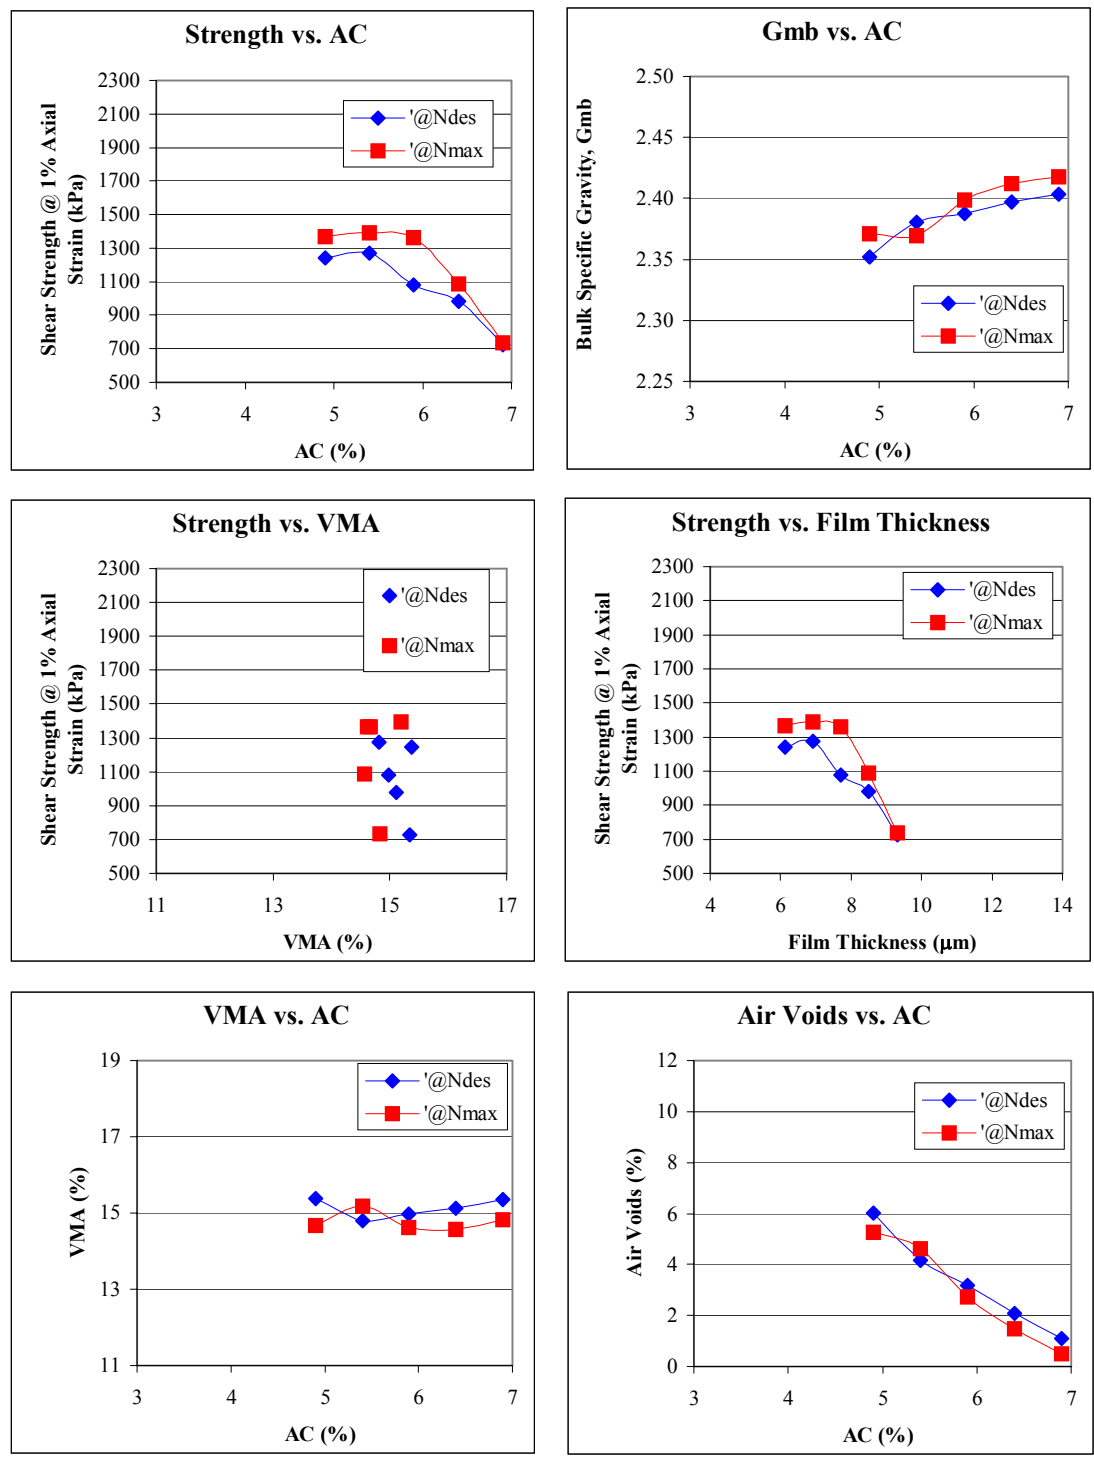 Strength vs. AC
Shear Strength @ 1% Axial
Strain (kPa)
2300
2100
1900
1700
1500
1300
1100
900
700
500
'@Ndes
'@Nmax
3 4 5 6 7
AC (%)
Gmb vs. AC
Bulk Specific Gravity, Gmb
2.50
2.45
2.40
2.35
2.30
2.25
'@Ndes
'@Nmax
3 4 5 6 7
AC (%)
Strength vs. VMA
Shear Strength @ 1% Axial
Strain (kPa)
2300
2100
1900
1700
1500
1300
1100
900
700
500
'@Ndes
'@Nmax
11 13 15 17
VMA (%)
Strength vs. Film Thickness
Shear Strength @ 1% Axial
Strain (kPa)
2300
2100
1900
1700
1500
1300
1100
900
700
500
'@Ndes
'@Nmax
4 6 8 10 12 14
Film Thickness (μm)
VMA vs. AC
VMA (%)
19
17
15
13
11
'@Ndes
'@Nmax
3 4 5 6 7
AC (%)
Air Voids vs. AC
Air Voids (%)
12
10
8
6
4
2
0
'@Ndes
'@Nmax
3 4 5 6 7
AC (%)